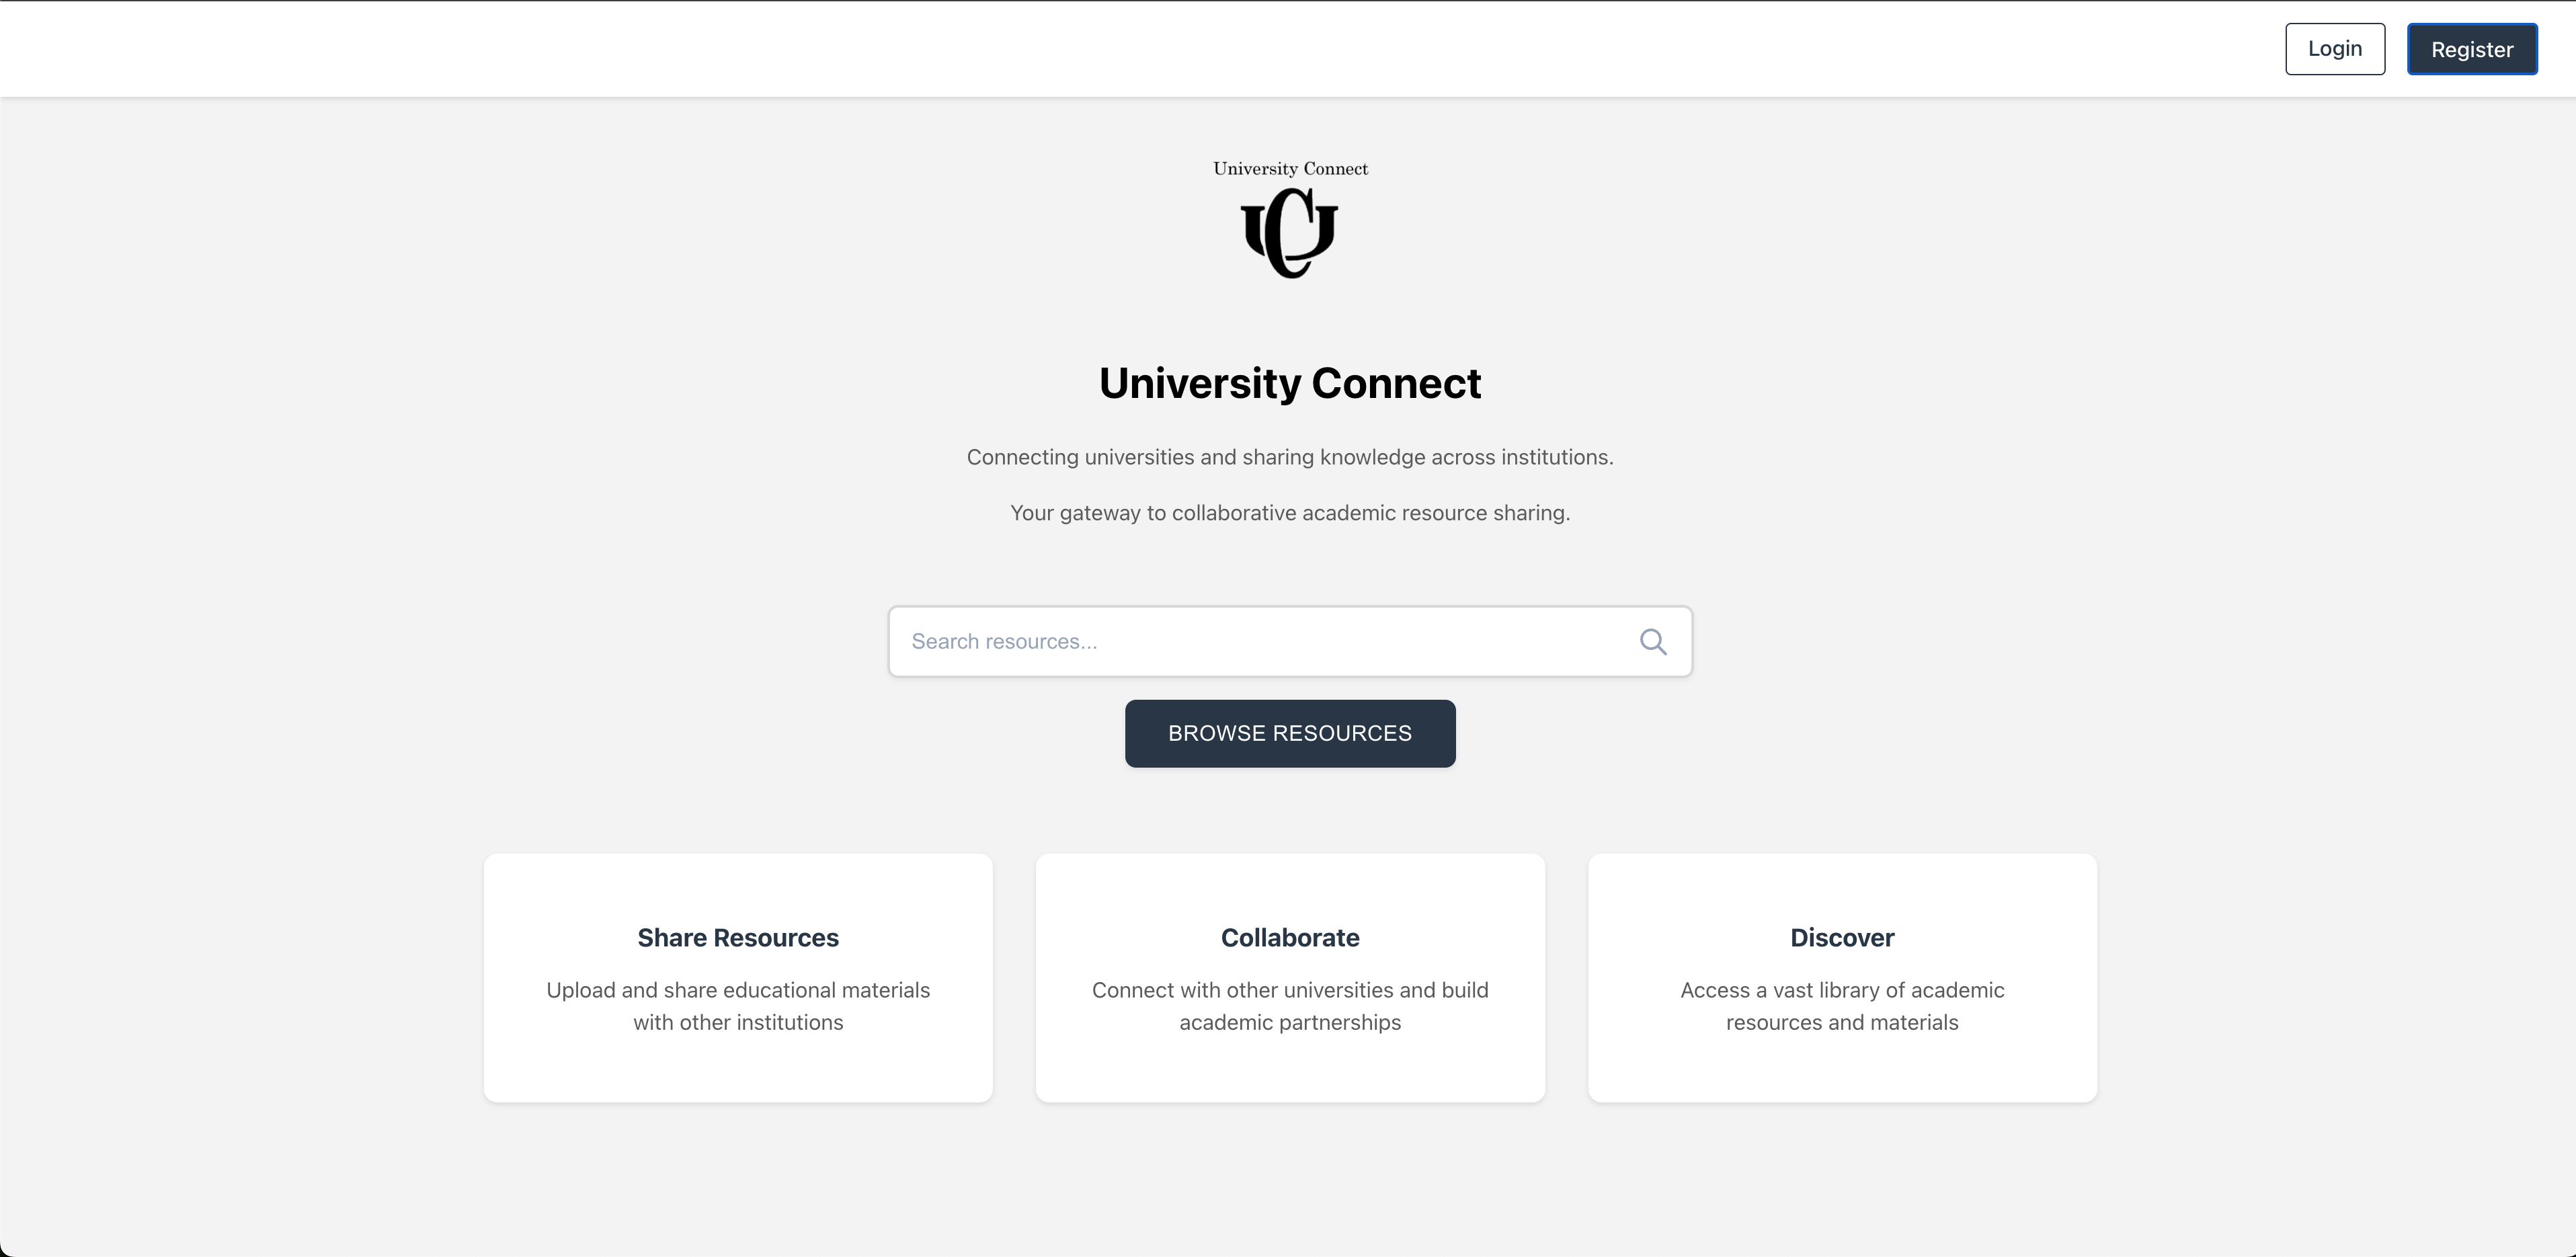 Login
Register
University Connect
UC
University Connect
Connecting universities and sharing knowledge across institutions.
Your gateway to collaborative academic resource sharing.
Search resources...
BROWSE RESOURCES
Share Resources
Upload and share educational materials
with other institutions
Collaborate
Connect with other universities and build
academic partnerships
Discover
Access a vast library of academic
resources and materials